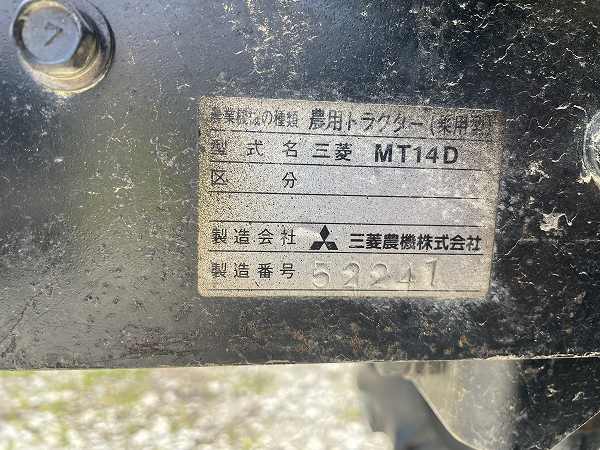 7
農業機械の種類 農用トラクター(乗用型)
型式名 三菱 MT14D
区分
製造会社 三菱農機株式会社
製造番号 52241